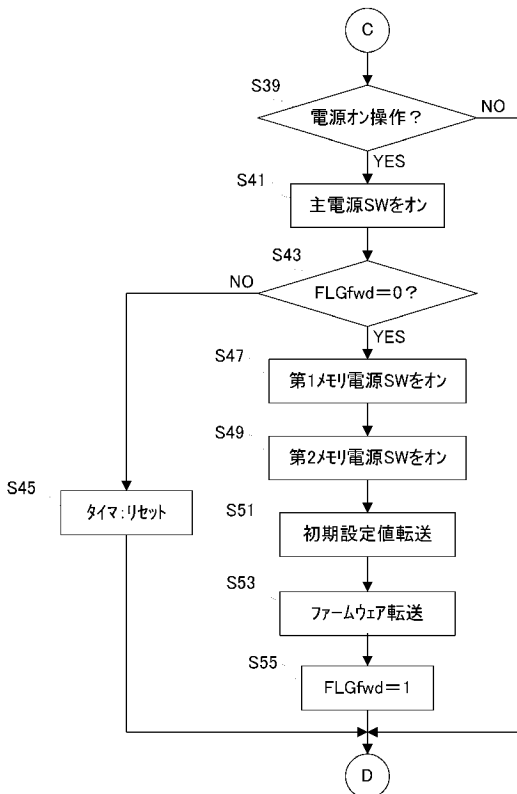 C
S39
電源オン操作？
NO
YES
S41
主電源SWをオン
S43
FLGfwd＝0？
NO
YES
S47
第1メモリ電源SWをオン
S49
第2メモリ電源SWをオン
S45
タイマ：リセット
S51
初期設定値転送
S53
ファームウェア転送
S55
FLGfwd＝1
D